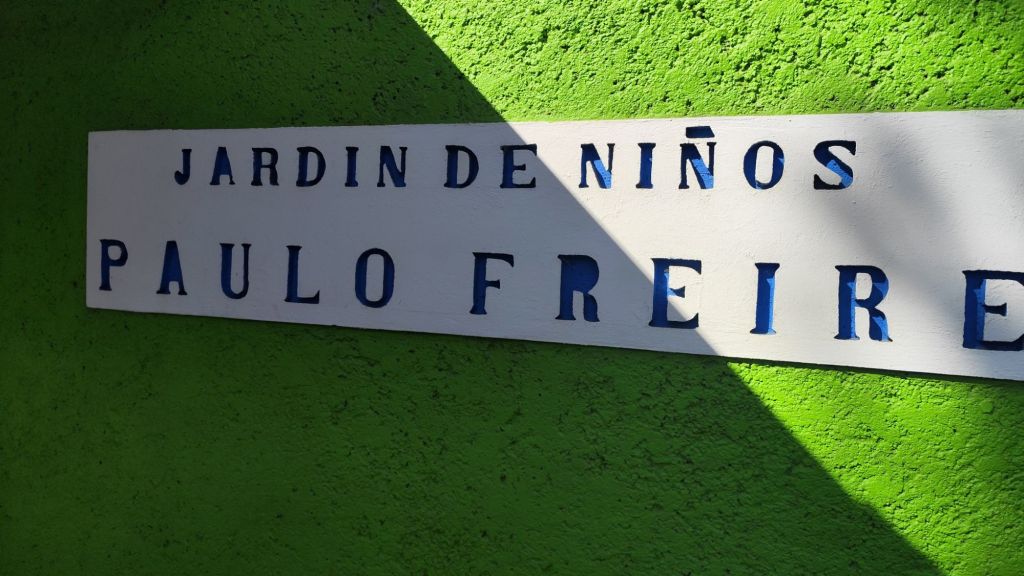 JARDIN DE NIÑOS
PAULO FREIRE